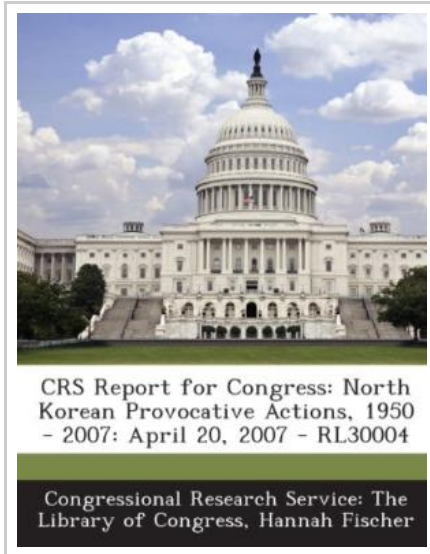 CRS Report for Congress: North
Korean Provocative Actions, 1950
- 2007: April 20, 2007 - RL30004
Congressional Research Service: The
Library of Congress, Hannah Fischer